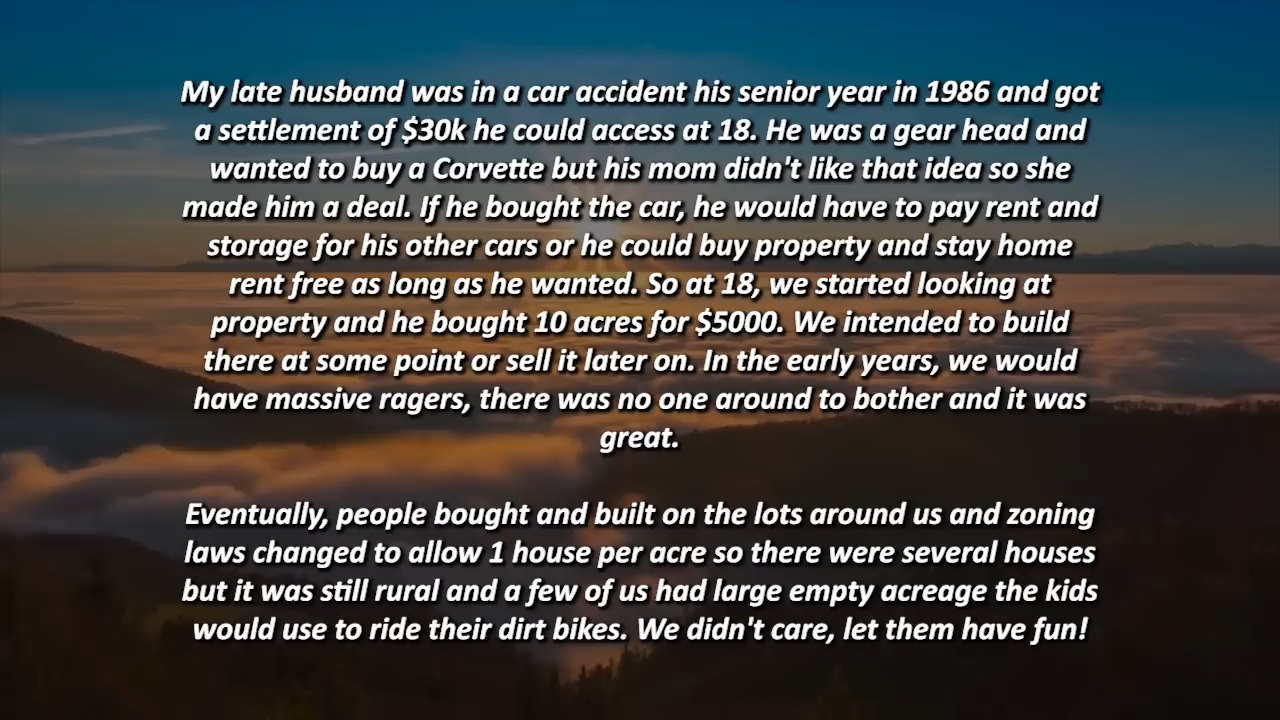 My late husband was in a car accident his senior year in 1986 and got
a settlement of $30k he could access at 18. He was a gear head and
wanted to buy a Corvette but his mom didn't like that idea so she
made him a deal. If he bought the car, he would have to pay rent and
storage for his other cars or he could buy property and stay home
rent free as long as he wanted. So at 18, we started looking at
property and he bought 10 acres for $5000. We intended to build
there at some point or sell it later on. In the early years, we would
have massive ragers, there was no one around to bother and it was
great.
Eventually, people bought and built on the lots around us and zoning
laws changed to allow 1 house per acre so there were several houses
but it was still rural and a few of us had large empty acreage the kids
would use to ride their dirt bikes. We didn't care, let them have fun!